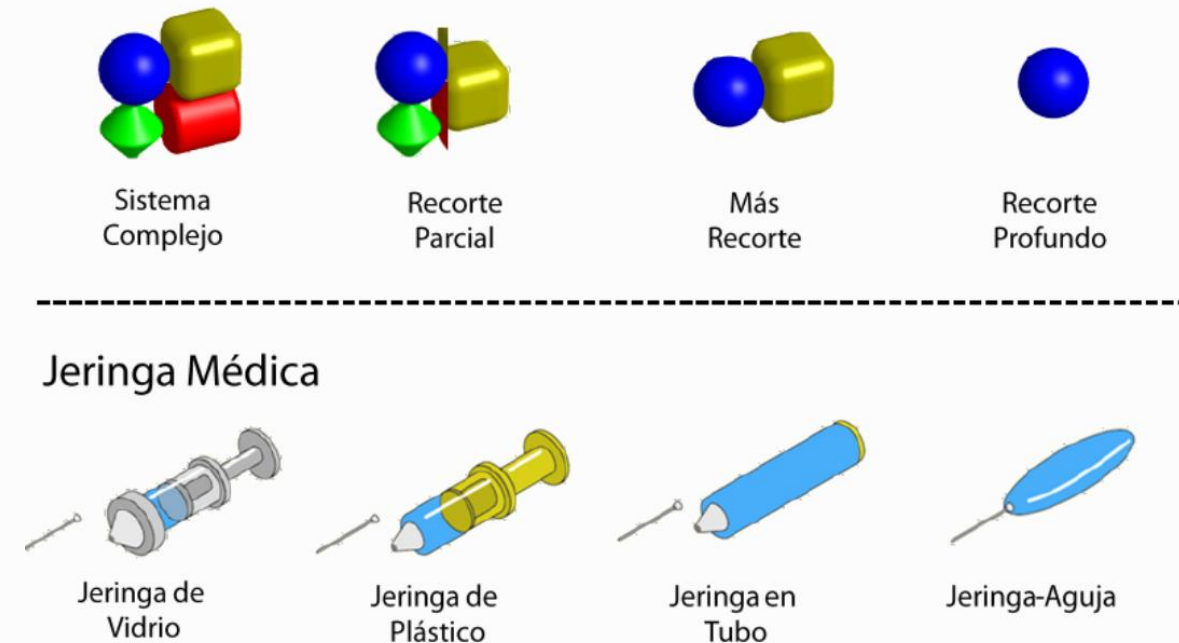 Sistema
Complejo
Recorte
Parcial
Más
Recorte
Recorte
Profundo
Jeringa Médica
Jeringa de
Vidrio
Jeringa de
Plástico
Jeringa en
Tubo
Jeringa-Aguja